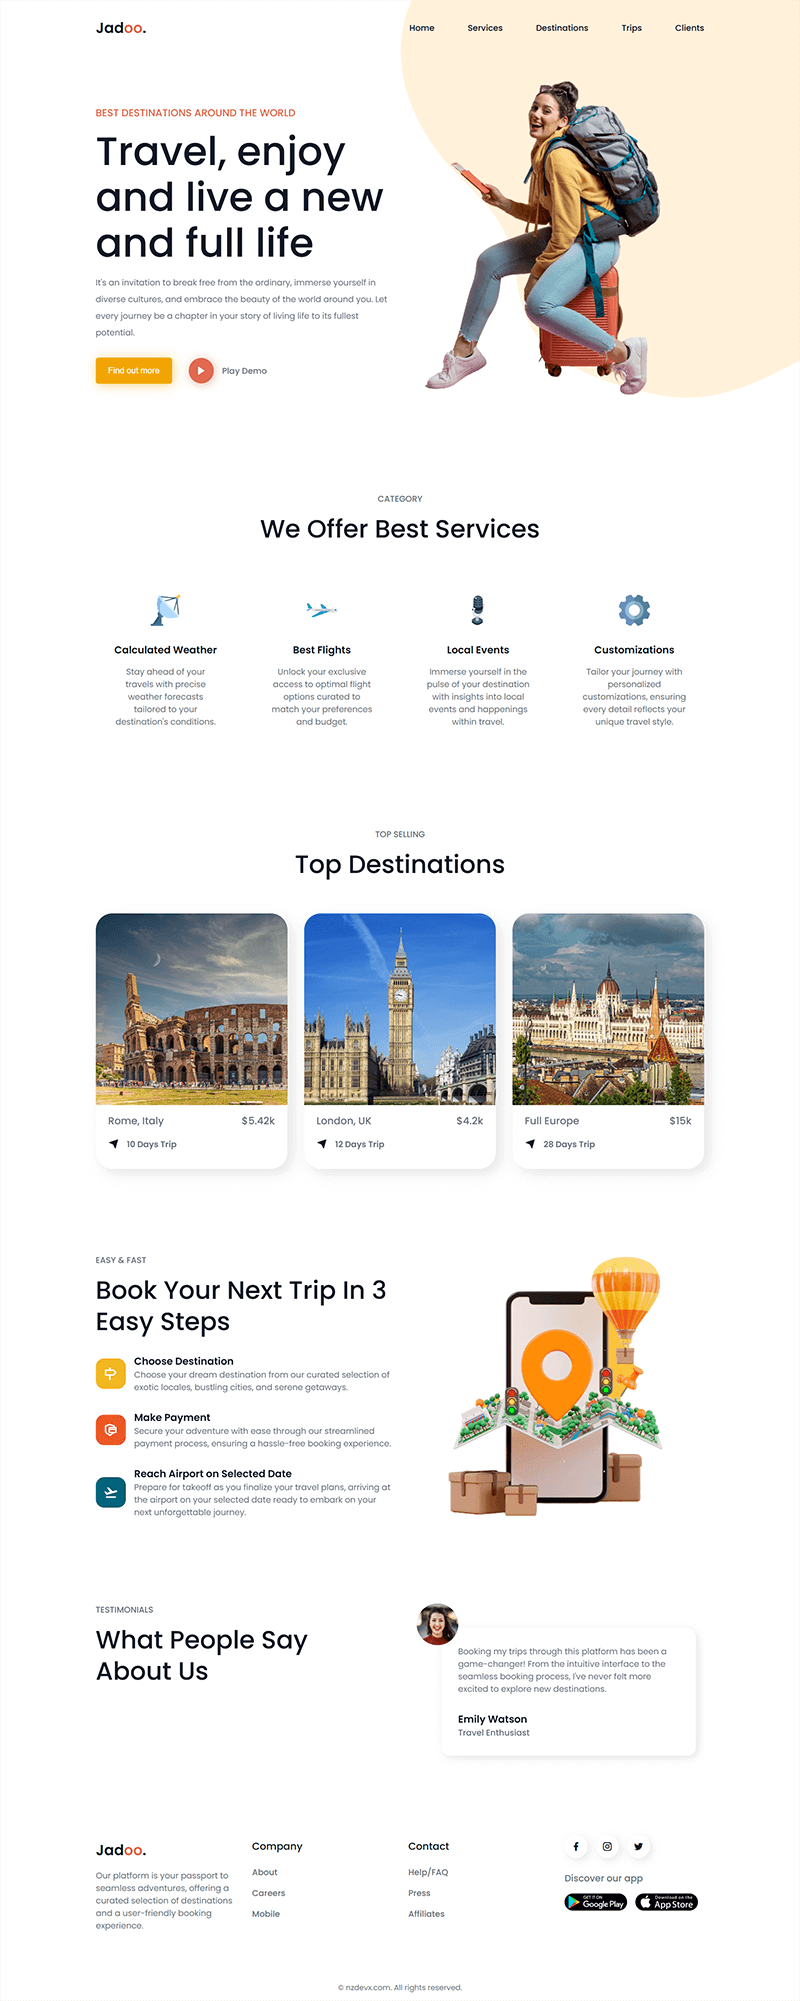 Jadoo.
Home Services Destinations Trips Clients
BEST DESTINATIONS AROUND THE WORLD
Travel, enjoy
and live a new
and full life
It's an invitation to break free from the ordinary, immerse yourself in
diverse cultures, and embrace the beauty of the world around you. Let
every journey be a chapter in your story of living life to its fullest
potential.
Find out more
Play Demo
CATEGORY
We Offer Best Services
Calculated Weather
Stay ahead of your
travels with precise
weather forecasts
tailored to your
destination's conditions.
Best Flights
Unlock your exclusive
access to optimal flight
options curated to
match your preferences
and budget.
Local Events
Immerse yourself in the
pulse of your destination
with insights into local
events and happenings
within travel.
Customizations
Tailor your journey with
personalized
customizations, ensuring
every detail reflects your
unique travel style.
TOP SELLING
Top Destinations
Rome, Italy $5.42k
10 Days Trip
London, UK $4.2k
12 Days Trip
Full Europe $15k
28 Days Trip
EASY & FAST
Book Your Next Trip In 3
Easy Steps
Choose Destination
Choose your dream destination from our curated selection of
exotic locales, bustling cities, and serene getaways.
Make Payment
Secure your adventure with ease through our streamlined
payment process, ensuring a hassle-free booking experience.
Reach Airport on Selected Date
Prepare for takeoff as you finalize your travel plans, arriving at
the airport on your selected date ready to embark on your
next unforgettable journey.
TESTIMONIALS
What People Say
About Us
Booking my trips through this platform has been a
game-changer! From the intuitive interface to the
seamless booking process, I've never felt more
excited to explore new destinations.
Emily Watson
Travel Enthusiast
Jadoo.
Our platform is your passport to
seamless adventures, offering a
curated selection of destinations
and a user-friendly booking
experience.
Company
About
Careers
Mobile
Contact
Help/FAQ
Press
Affiliates
Discover our app
GET IT ON
Google Play
Download on the
App Store
© nzdevx.com. All rights reserved.